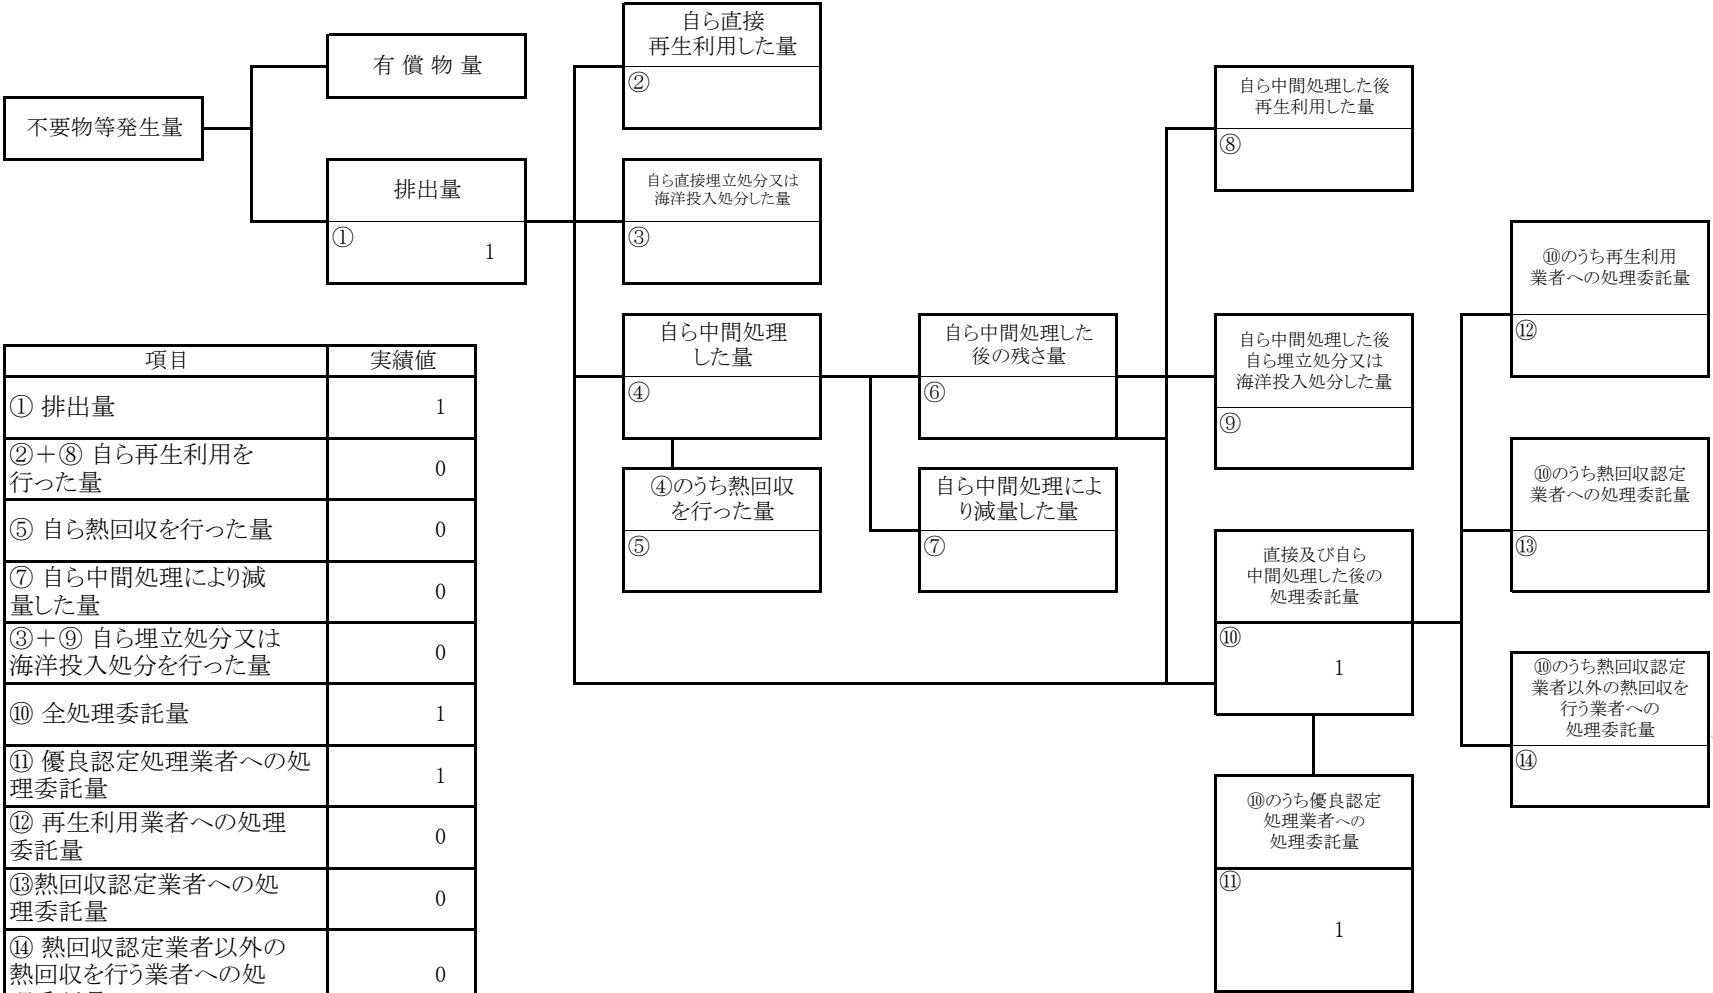 不要物等発生量
有 償 物 量
排出量
①
1
自ら直接
再生利用した量
②
自ら直接埋立処分又は
海洋投入処分した量
③
自ら中間処理
した量
④
④のうち熱回収
を行った量
⑤
自ら中間処理した
後の残さ量
⑥
自ら中間処理によ
り減量した量
⑦
自ら中間処理した後
再生利用した量
⑧
自ら中間処理した後
自ら埋立処分又は
海洋投入処分した量
⑨
直接及び自ら
中間処理した後の
処理委託量
⑩
1
⑩のうち優良認定
処理業者への
処理委託量
⑪
1
⑩のうち再生利用
業者への処理委託量
⑫
⑩のうち熱回収認定
業者への処理委託量
⑬
⑩のうち熱回収認定
業者以外の熱回収を
行う業者への
処理委託量
⑭
項目 実績値
① 排出量 1
②＋⑧ 自ら再生利用を
行った量 0
⑤ 自ら熱回収を行った量 0
⑦ 自ら中間処理により減
量した量 0
③＋⑨ 自ら埋立処分又は
海洋投入処分を行った量 0
⑩ 全処理委託量 1
⑪ 優良認定処理業者への処
理委託量 1
⑫ 再生利用業者への処理
委託量 0
⑬熱回収認定業者への処
理委託量 0
⑭ 熱回収認定業者以外の
熱回収を行う業者への処 0